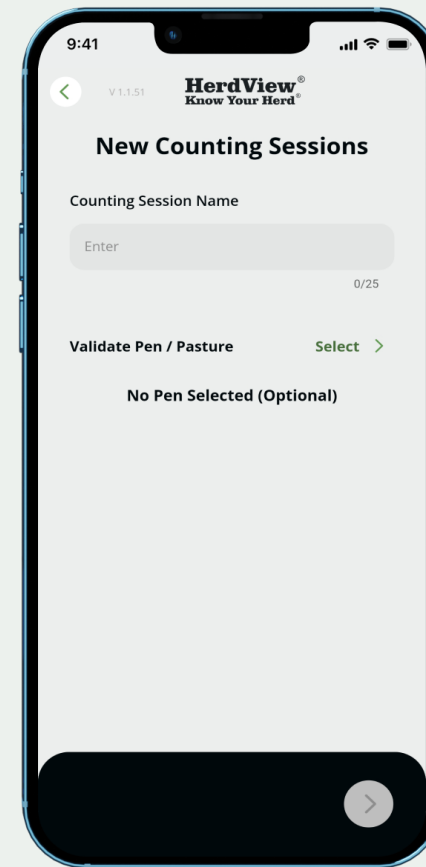 9:41
V 1.1.51
HerdView®
Know Your Herd®
New Counting Sessions
Counting Session Name
Enter
0/25
Validate Pen / Pasture
Select
No Pen Selected (Optional)